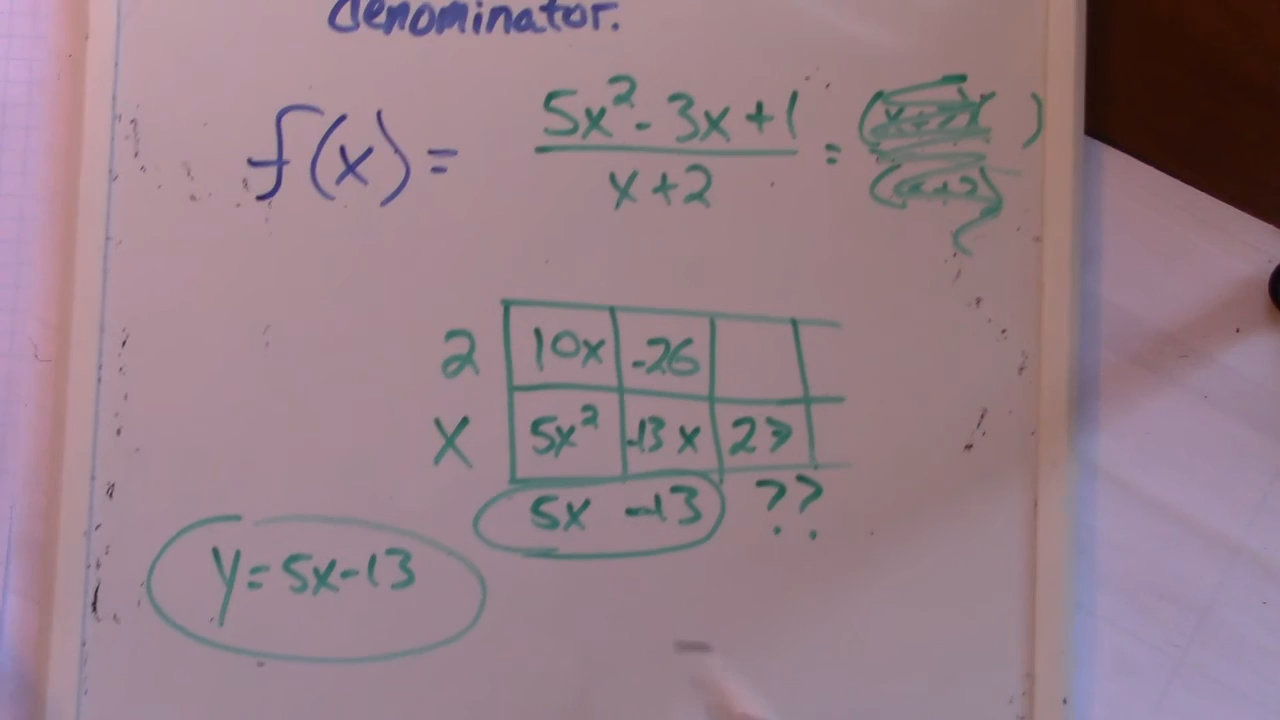 denominator.
f(x) = 5x² - 3x + 1 =
x + 2
2 10x -26
X 5x² -13x 27
5x -13 ??
y = 5x - 13